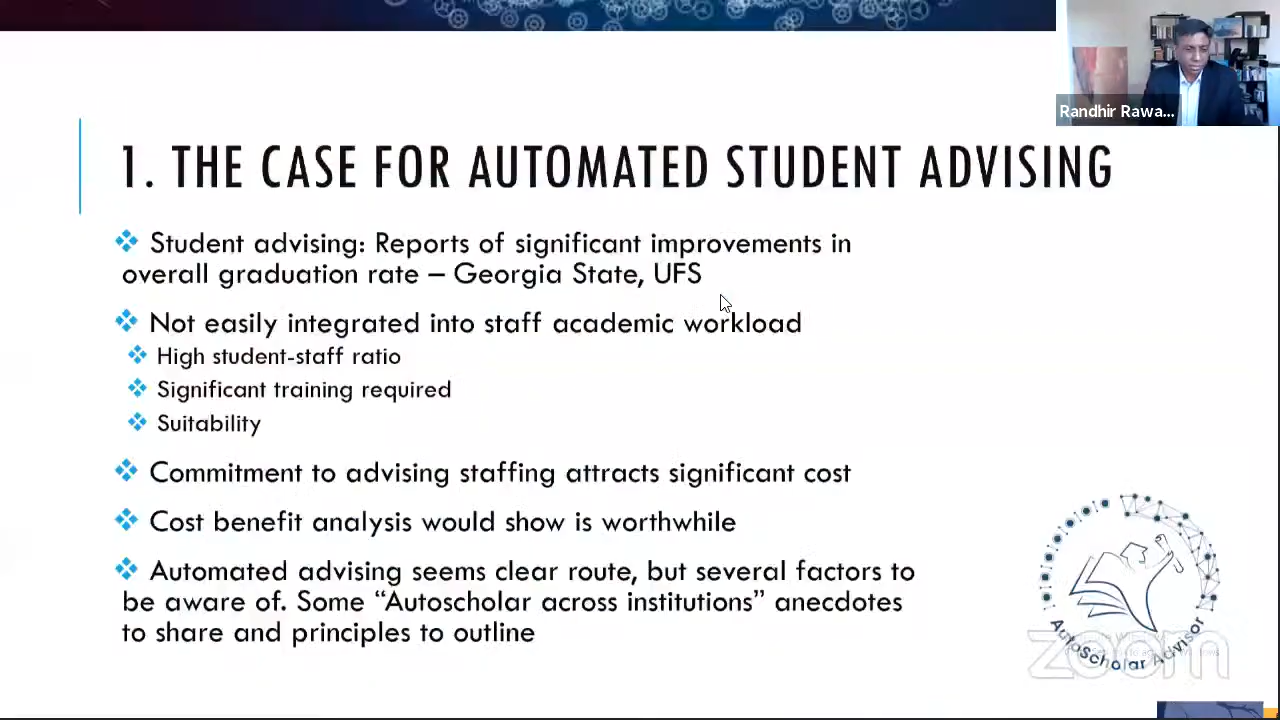 Randhir Rawa...
1. THE CASE FOR AUTOMATED STUDENT ADVISING
Student advising: Reports of significant improvements in
overall graduation rate – Georgia State, UFS
Not easily integrated into staff academic workload
High student-staff ratio
Significant training required
Suitability
Commitment to advising staffing attracts significant cost
Cost benefit analysis would show is worthwhile
Automated advising seems clear route, but several factors to
be aware of. Some “Autoscholar across institutions” anecdotes
to share and principles to outline
AutoScholar Advisor
zoom